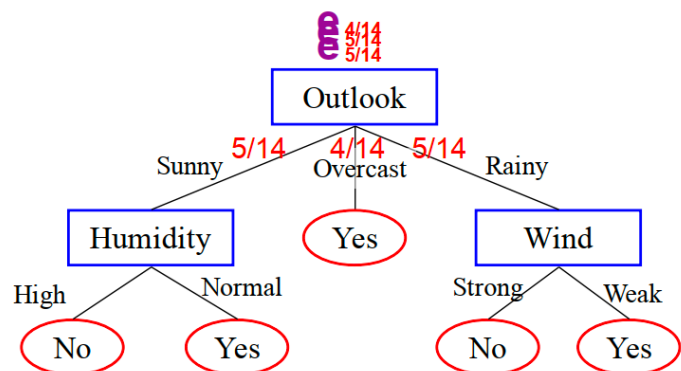 e 4/14
e 5/14
e 5/14
Outlook
5/14 4/14 5/14
Sunny Overcast Rainy
Humidity Yes Wind
High Normal Strong Weak
No Yes No Yes